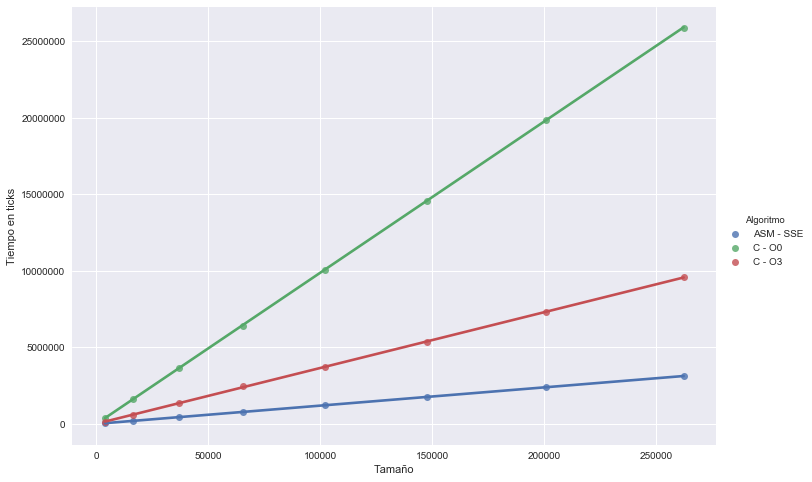 25000000
20000000
15000000
10000000
5000000
0
Tiempo en ticks
0
50000
100000
150000
200000
250000
Tamaño
Algoritmo
ASM - SSE
C - O0
C - O3